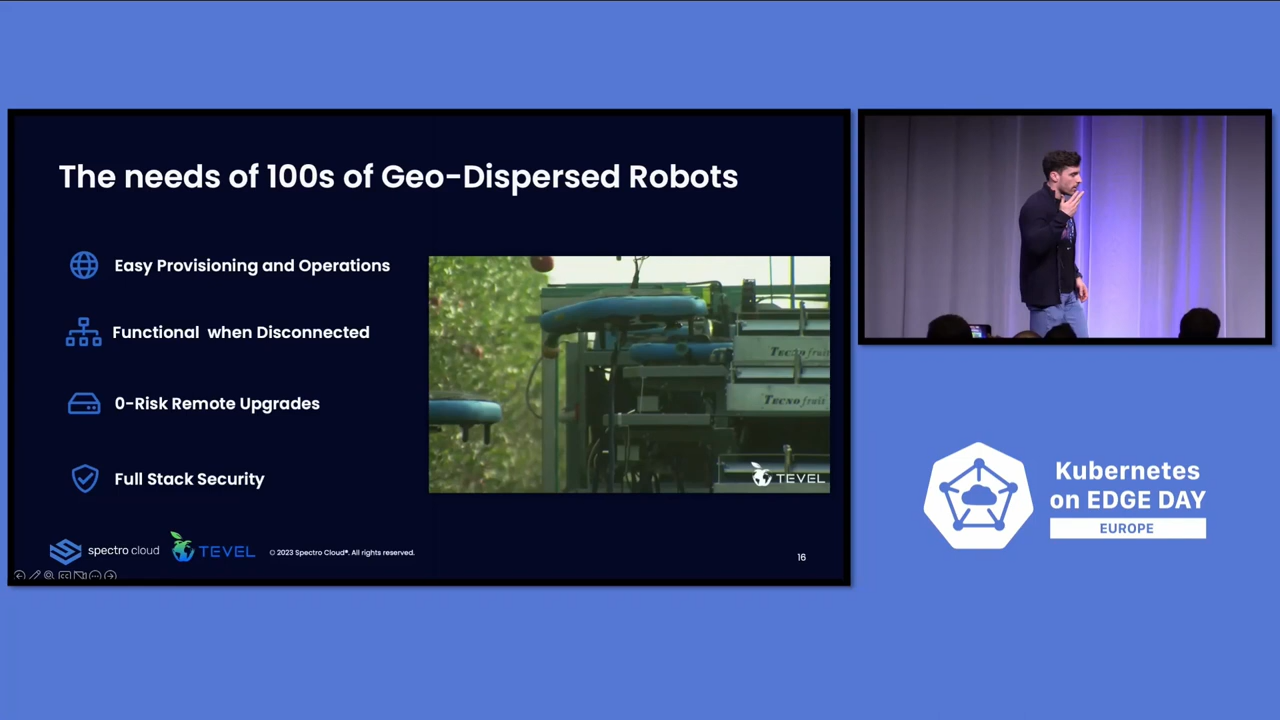 The needs of 100s of Geo-Dispersed Robots
Easy Provisioning and Operations
Functional when Disconnected
0-Risk Remote Upgrades
Full Stack Security
TECNO fruit
TECNO fruit
TEVEL
spectro cloud
TEVEL
© 2023 Spectro Cloud®. All rights reserved.
16
Kubernetes
on EDGE DAY
EUROPE